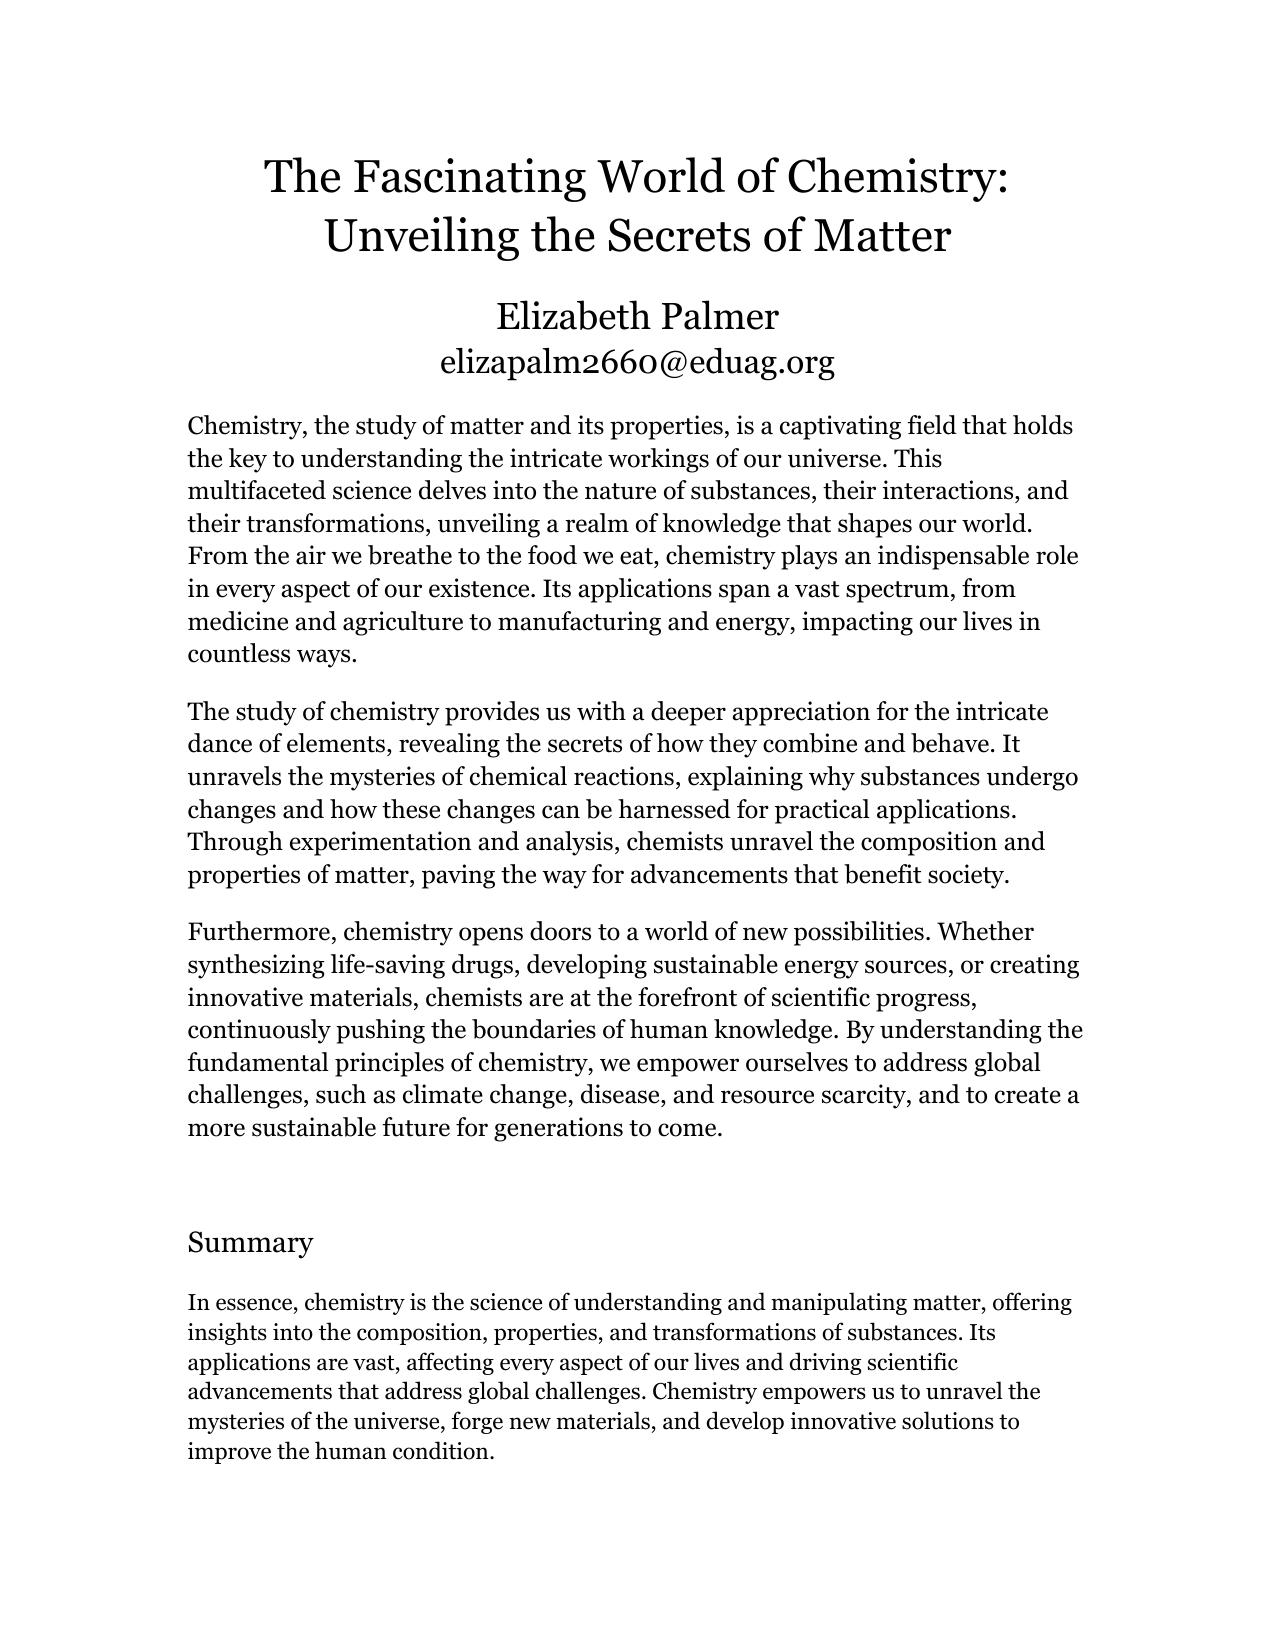 The Fascinating World of Chemistry:
Unveiling the Secrets of Matter
Elizabeth Palmer
elizapalm2660@eduag.org
Chemistry, the study of matter and its properties, is a captivating field that holds
the key to understanding the intricate workings of our universe. This
multifaceted science delves into the nature of substances, their interactions, and
their transformations, unveiling a realm of knowledge that shapes our world.
From the air we breathe to the food we eat, chemistry plays an indispensable role
in every aspect of our existence. Its applications span a vast spectrum, from
medicine and agriculture to manufacturing and energy, impacting our lives in
countless ways.
The study of chemistry provides us with a deeper appreciation for the intricate
dance of elements, revealing the secrets of how they combine and behave. It
unravels the mysteries of chemical reactions, explaining why substances undergo
changes and how these changes can be harnessed for practical applications.
Through experimentation and analysis, chemists unravel the composition and
properties of matter, paving the way for advancements that benefit society.
Furthermore, chemistry opens doors to a world of new possibilities. Whether
synthesizing life-saving drugs, developing sustainable energy sources, or creating
innovative materials, chemists are at the forefront of scientific progress,
continuously pushing the boundaries of human knowledge. By understanding the
fundamental principles of chemistry, we empower ourselves to address global
challenges, such as climate change, disease, and resource scarcity, and to create a
more sustainable future for generations to come.
Summary
In essence, chemistry is the science of understanding and manipulating matter, offering
insights into the composition, properties, and transformations of substances. Its
applications are vast, affecting every aspect of our lives and driving scientific
advancements that address global challenges. Chemistry empowers us to unravel the
mysteries of the universe, forge new materials, and develop innovative solutions to
improve the human condition.